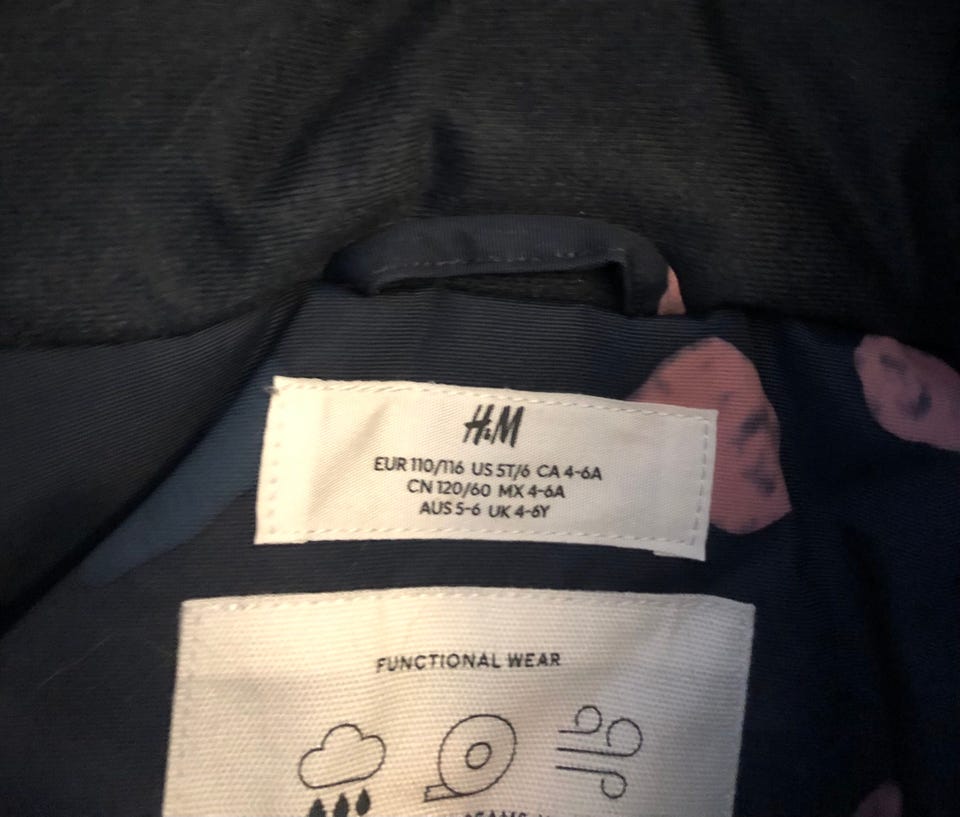 H&M
EUR 110/116 US 5T/6 CA 4-6A
CN 120/60 MX 4-6A
AUS 5-6 UK 4-6Y
FUNCTIONAL WEAR